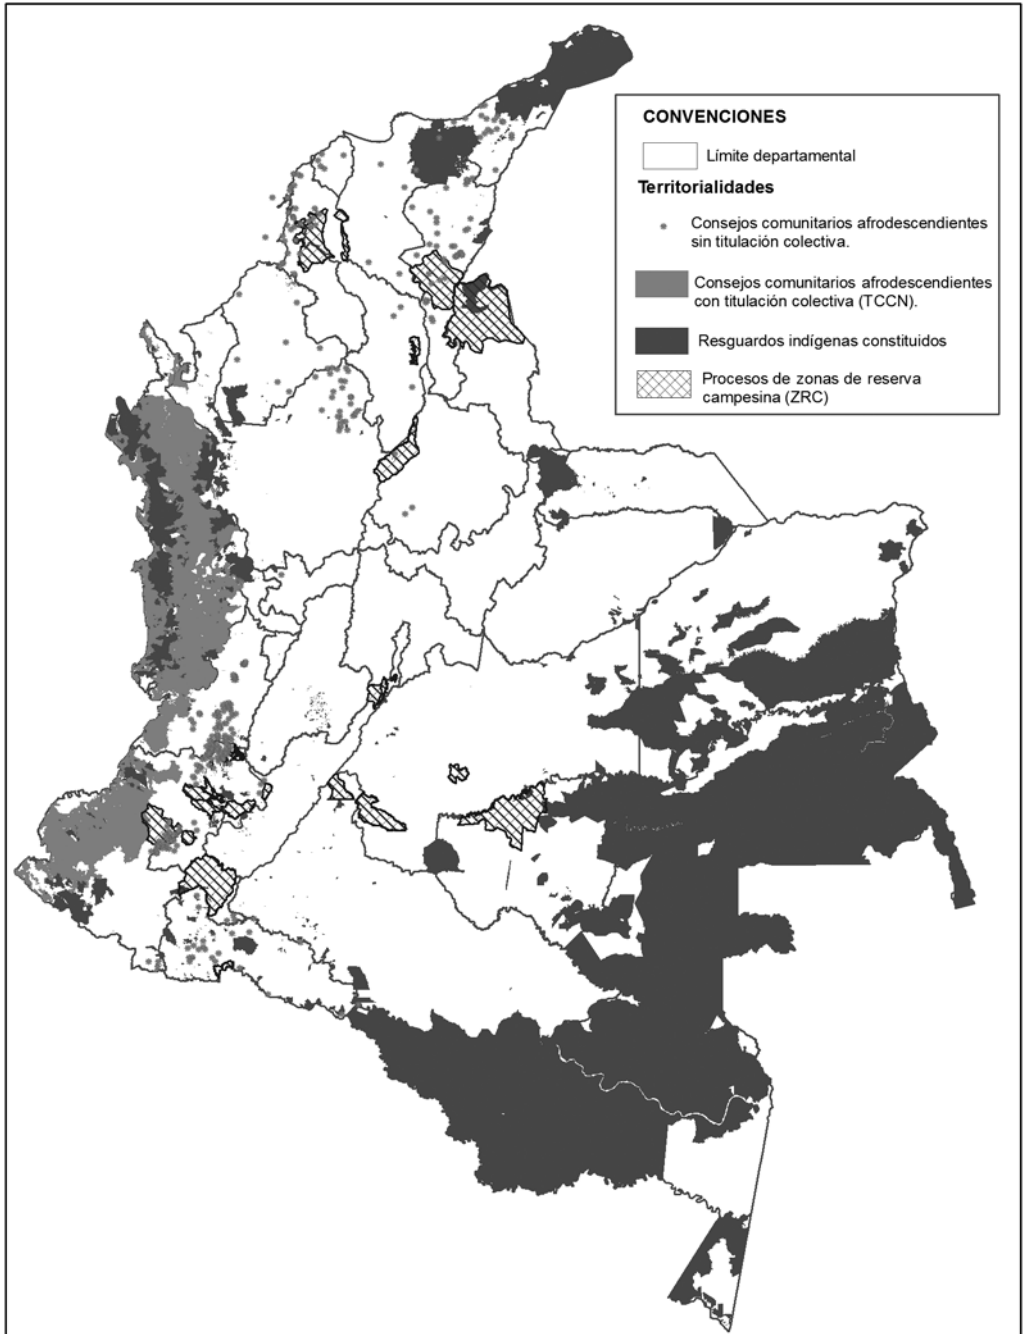 CONVENCIONES
Límite departamental
Territorialidades
Consejos comunitarios afrodescendientes
sin titulación colectiva.
Consejos comunitarios afrodescendientes
con titulación colectiva (TCCN).
Resguardos indígenas constituidos
Procesos de zonas de reserva
campesina (ZRC)